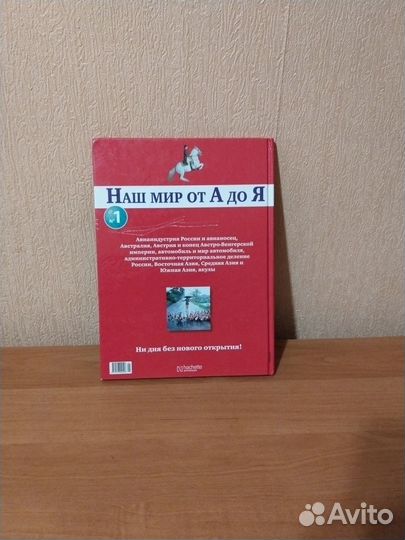 НАШ МИР ОТ А ДО Я
№1
Авиаиндустрия России и авианосец,
Австралия, Австрия и конец Австро-Венгерской
империи, автомобиль и мир автомобиля,
административно-территориальное деление
России, Восточная Азия, Средняя Азия и
Южная Азия, акулы
Ни дня без нового открытия!
hachette
Avito